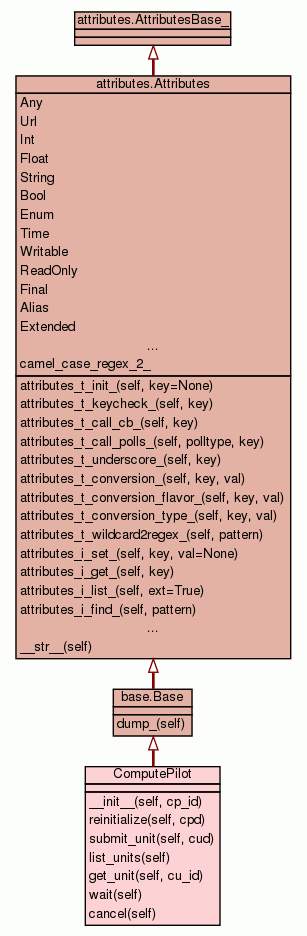 attributes.AttributesBase_
attributes.Attributes
Any
Url
Int
Float
String
Bool
Enum
Time
Writable
ReadOnly
Final
Alias
Extended
...
camel_case_regex_2_
attributes_t_init_(self, key=None)
attributes_t_keycheck_(self, key)
attributes_t_call_cb_(self, key)
attributes_t_call_polls_(self, polltype, key)
attributes_t_underscore_(self, key)
attributes_t_conversion_(self, key, val)
attributes_t_conversion_flavor_(self, key, val)
attributes_t_conversion_type_(self, key, val)
attributes_t_wildcard2regex_(self, pattern)
attributes_i_set_(self, key, val=None)
attributes_i_get_(self, key)
attributes_i_list_(self, ext=True)
attributes_i_find_(self, pattern)
...
__str__(self)
base.Base
dump_(self)
ComputePilot
__init__(self, cp_id)
reinitialize(self, cpd)
submit_unit(self, cud)
list_units(self)
get_unit(self, cu_id)
wait(self)
cancel(self)